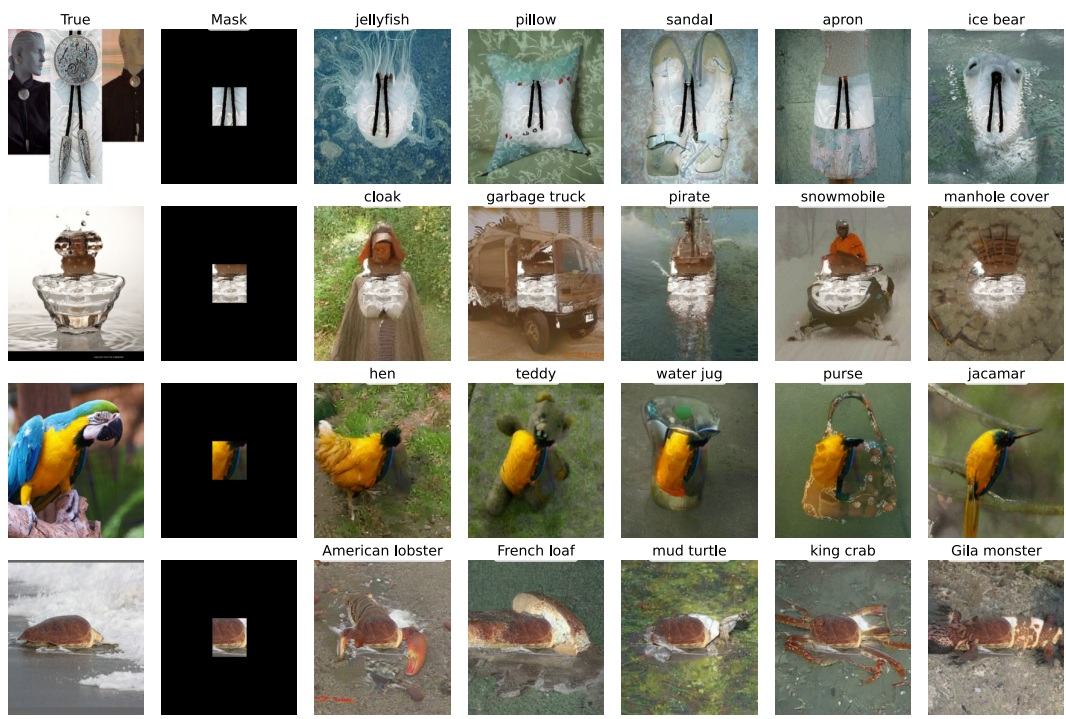 True Mask jellyfish pillow sandal apron ice bear
cloak garbage truck pirate snowmobile manhole cover
hen teddy water jug purse jacamar
American lobster French loaf mud turtle king crab Gila monster